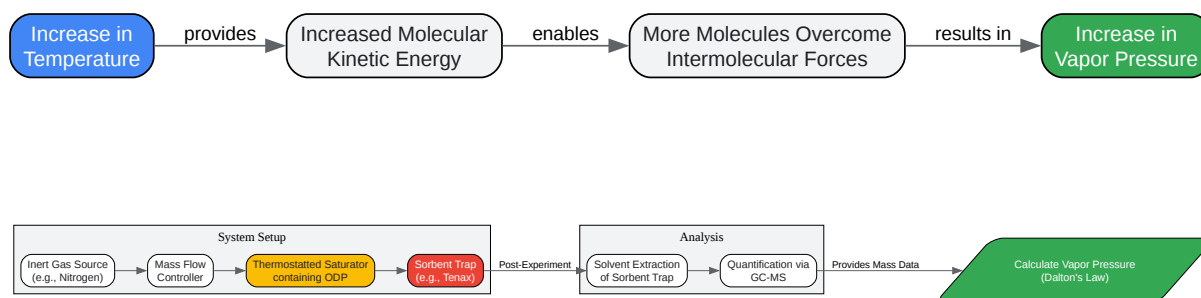 Increase in
Temperature
provides
Increased Molecular
Kinetic Energy
enables
More Molecules Overcome
Intermolecular Forces
results in
Increase in
Vapor Pressure
System Setup
Inert Gas Source
(e.g., Nitrogen)
Mass Flow
Controller
Thermostatted Saturator
containing ODP
Sorbent Trap
(e.g., Tenax)
Post-Experiment
Analysis
Solvent Extraction
of Sorbent Trap
Quantification via
GC-MS
Provides Mass Data
Calculate Vapor Pressure
(Dalton's Law)